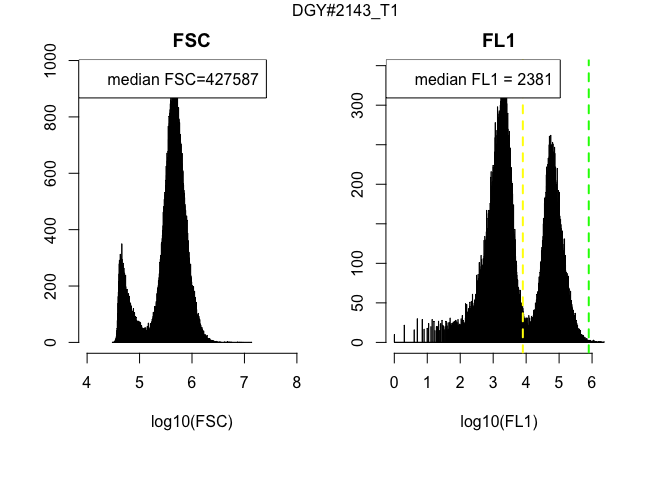 DGY#2143_T1
FSC
median FSC=427587
1000
800
600
400
200
0
4 5 6 7 8
log10(FSC)
FL1
median FL1 = 2381
300
200
100
50
0
0 1 2 3 4 5 6
log10(FL1)